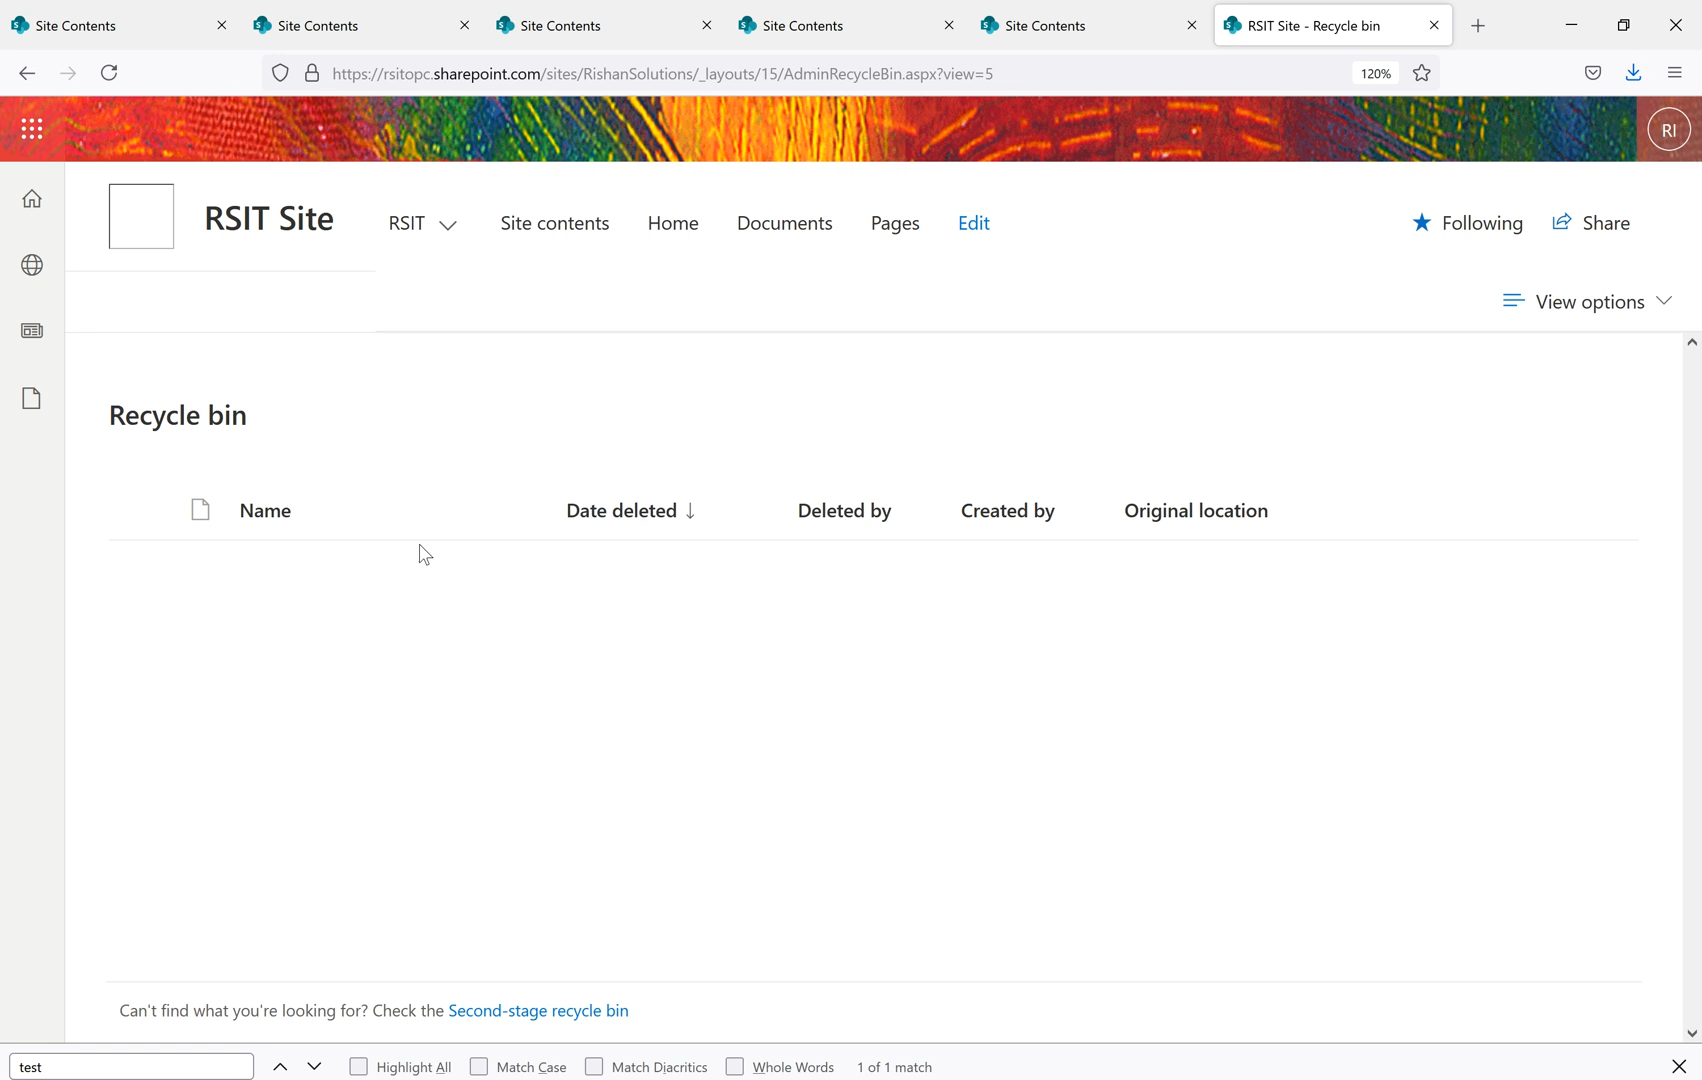 Site Contents Site Contents Site Contents Site Contents Site Contents RSIT Site - Recycle bin
https://rsitopc.sharepoint.com/sites/RishanSolutions/_layouts/15/AdminRecycleBin.aspx?view=5 120%
RI
RSIT Site RSIT Site contents Home Documents Pages Edit Following Share
View options
Recycle bin
Name Date deleted ↓ Deleted by Created by Original location
Can't find what you're looking for? Check the Second-stage recycle bin
test Highlight All Match Case Match Diacritics Whole Words 1 of 1 match